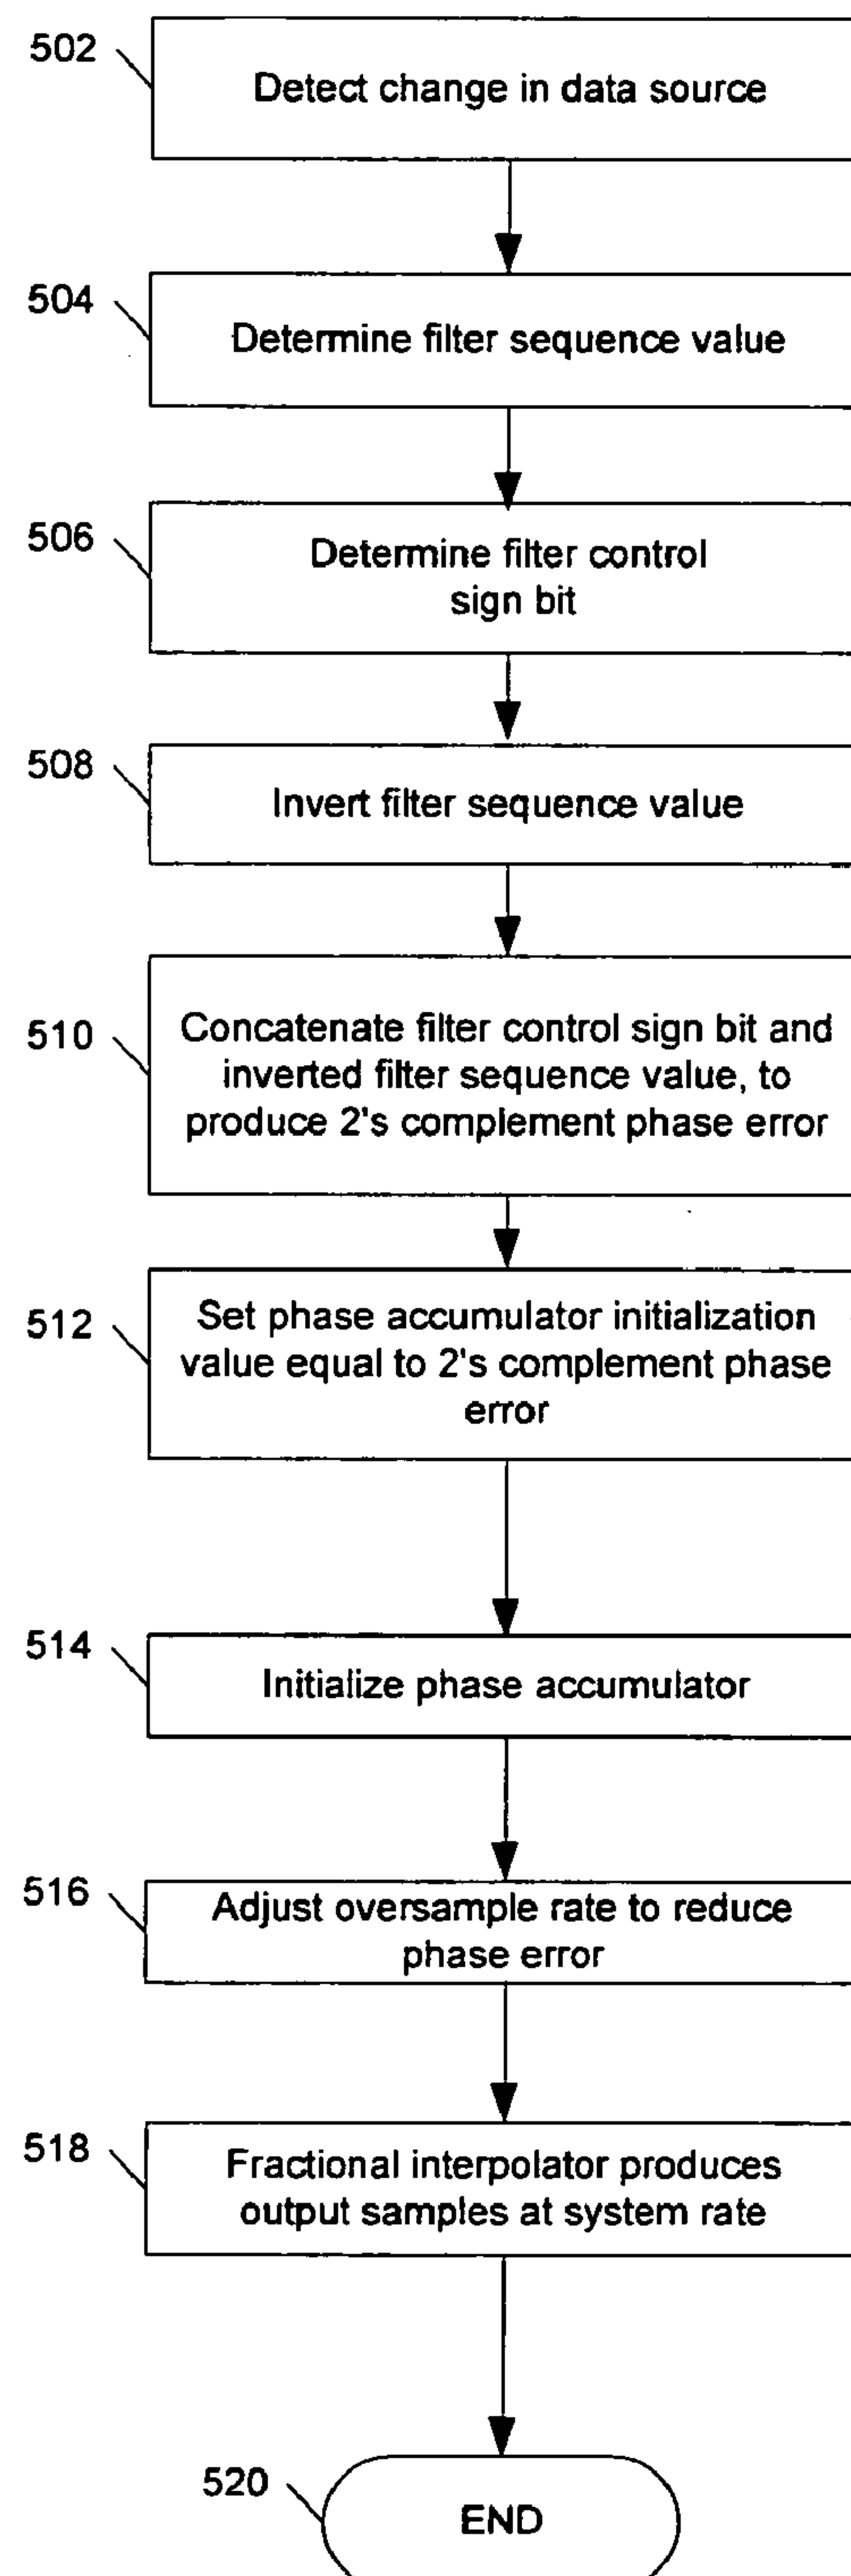 502
Detect change in data source
504
Determine filter sequence value
506
Determine filter control
sign bit
508
Invert filter sequence value
510
Concatenate filter control sign bit and
inverted filter sequence value, to
produce 2's complement phase error
512
Set phase accumulator initialization
value equal to 2's complement phase
error
514
Initialize phase accumulator
516
Adjust oversample rate to reduce
phase error
518
Fractional interpolator produces
output samples at system rate
520
END